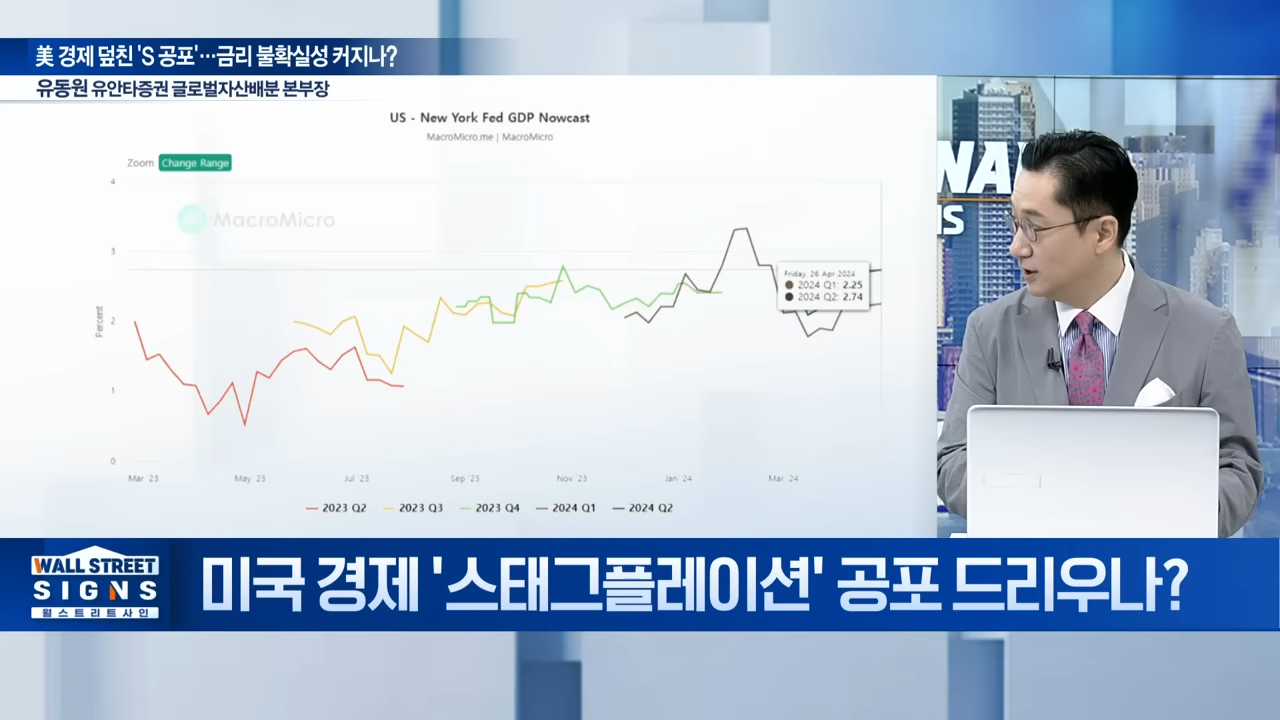 美 경제 덮친 'S 공포'…금리 불확실성 커지나?
유동원 유안타증권 글로벌자산배분 본부장
US - New York Fed GDP Nowcast
MacroMicro.me | MacroMicro
Zoom Change Range
MacroMicro
Percent
4
3
2
1
0
Friday, 26 Apr 2024
2024 Q1: 2.25
2024 Q2: 2.74
Mar '23 May '23 Jul '23 Sep '23 Nov '23 Jan '24 Mar '24
2023 Q2 2023 Q3 2023 Q4 2024 Q1 2024 Q2
WALL STREET
SIGNS
월스트리트사인
미국 경제 '스태그플레이션' 공포 드리우나?